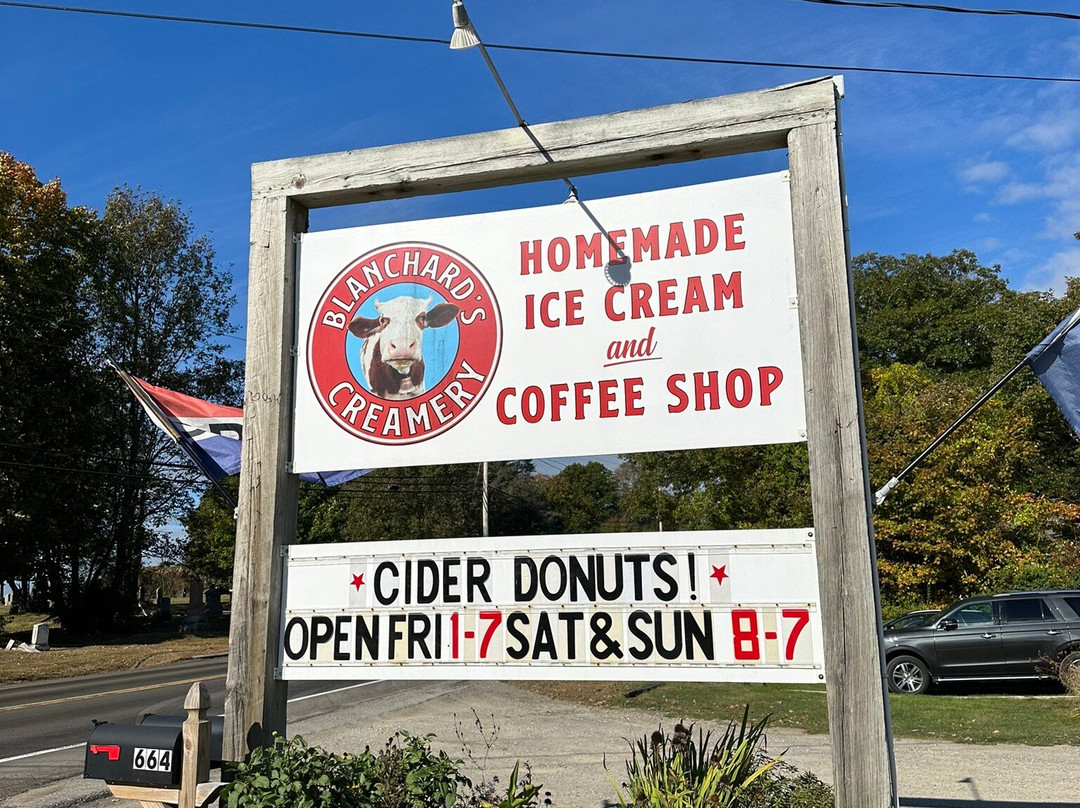 BLANCHARD'S
CREAMERY
HOMEMADE
ICE CREAM
and
COFFEE SHOP
CIDER DONUTS!
OPEN FRI 1-7 SAT & SUN 8-7
664